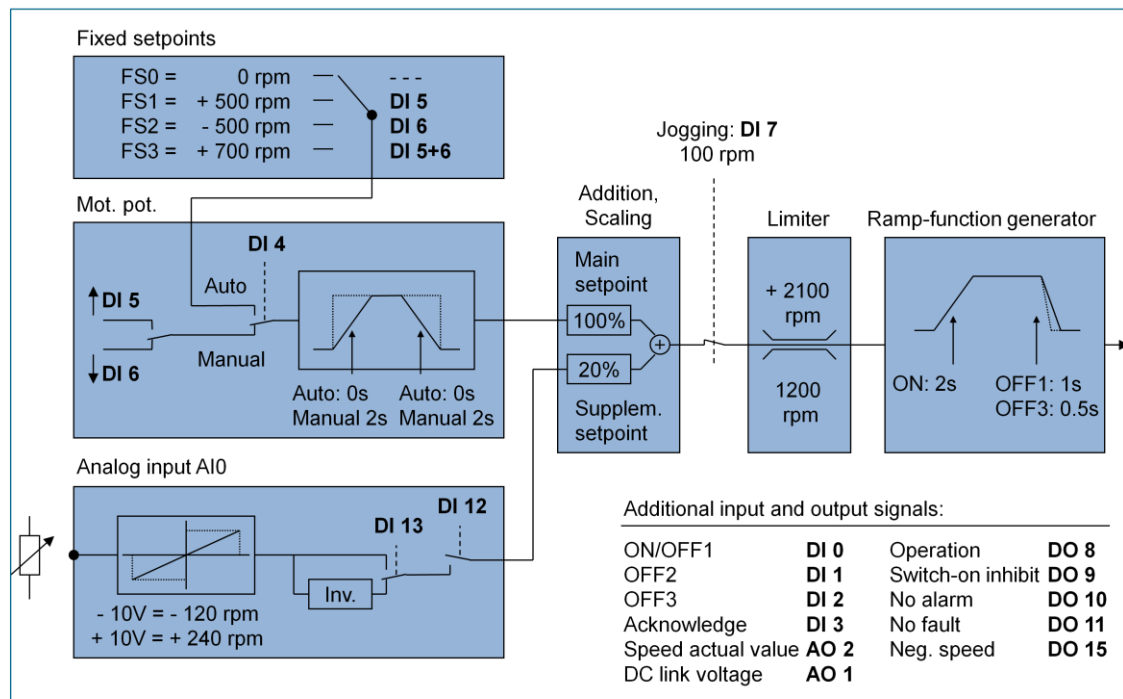 Fixed setpoints
FS0 = 0 rpm - - -
FS1 = + 500 rpm DI 5
FS2 = - 500 rpm DI 6
FS3 = + 700 rpm DI 5+6
Mot. pot.
DI 4
DI 5
Auto
Manual
DI 6
Auto: 0s Auto: 0s
Manual 2s Manual 2s
Analog input AI0
DI 12
DI 13
Inv.
- 10V = - 120 rpm
+ 10V = + 240 rpm
Addition,
Scaling
Main
setpoint
100%
20%
Supplem.
setpoint
Jogging: DI 7
100 rpm
Limiter
+ 2100
rpm
1200
rpm
Ramp-function generator
ON: 2s OFF1: 1s
OFF3: 0.5s
Additional input and output signals:
ON/OFF1 DI 0 Operation DO 8
OFF2 DI 1 Switch-on inhibit DO 9
OFF3 DI 2 No alarm DO 10
Acknowledge DI 3 No fault DO 11
Speed actual value AO 2 Neg. speed DO 15
DC link voltage AO 1